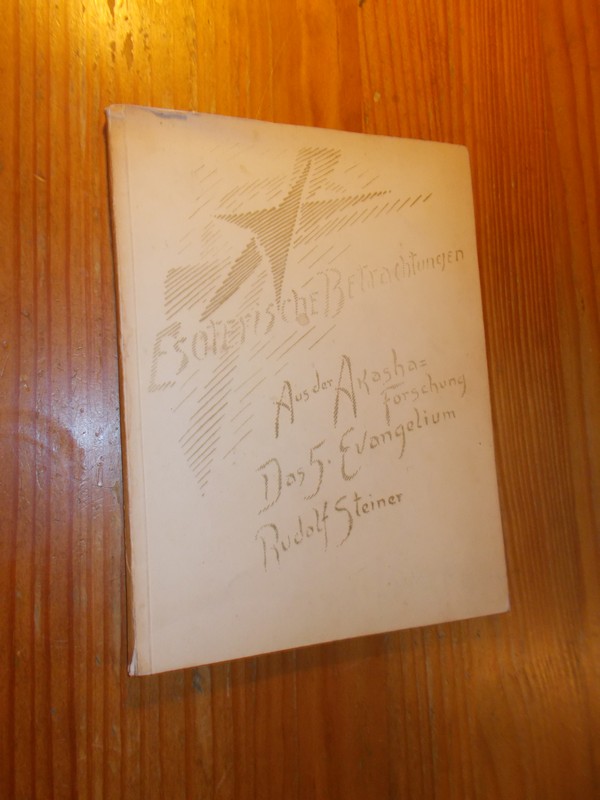 Esoterische Betrachtungen
Aus der Akasha=
Forschung
Das 5. Evangelium
Rudolf Steiner